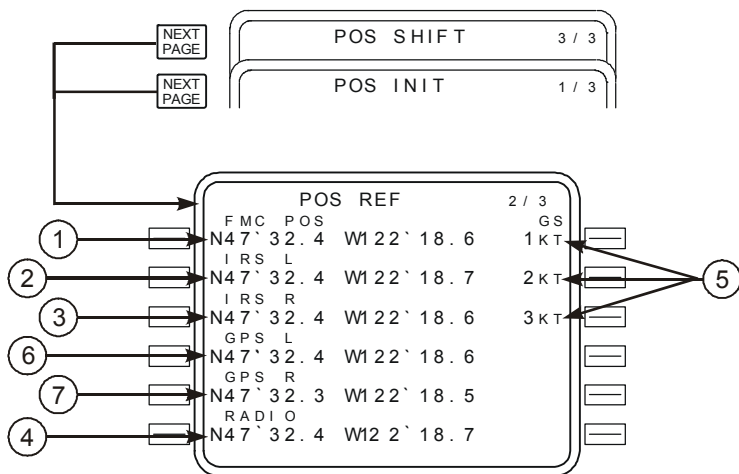 NEXT
PAGE
POS SHIFT 3 / 3
NEXT
PAGE
POS INIT 1 / 3
POS REF 2 / 3
FMC POS GS
1 N47`32.4 W122`18.6 1KT
IRS L
2 N47`32.4 W122`18.7 2KT 5
IRS R
3 N47`32.4 W122`18.6 3KT
GPS L
6 N47`32.4 W122`18.6
GPS R
7 N47`32.3 W122`18.5
RADIO
4 N47`32.4 W122`18.7